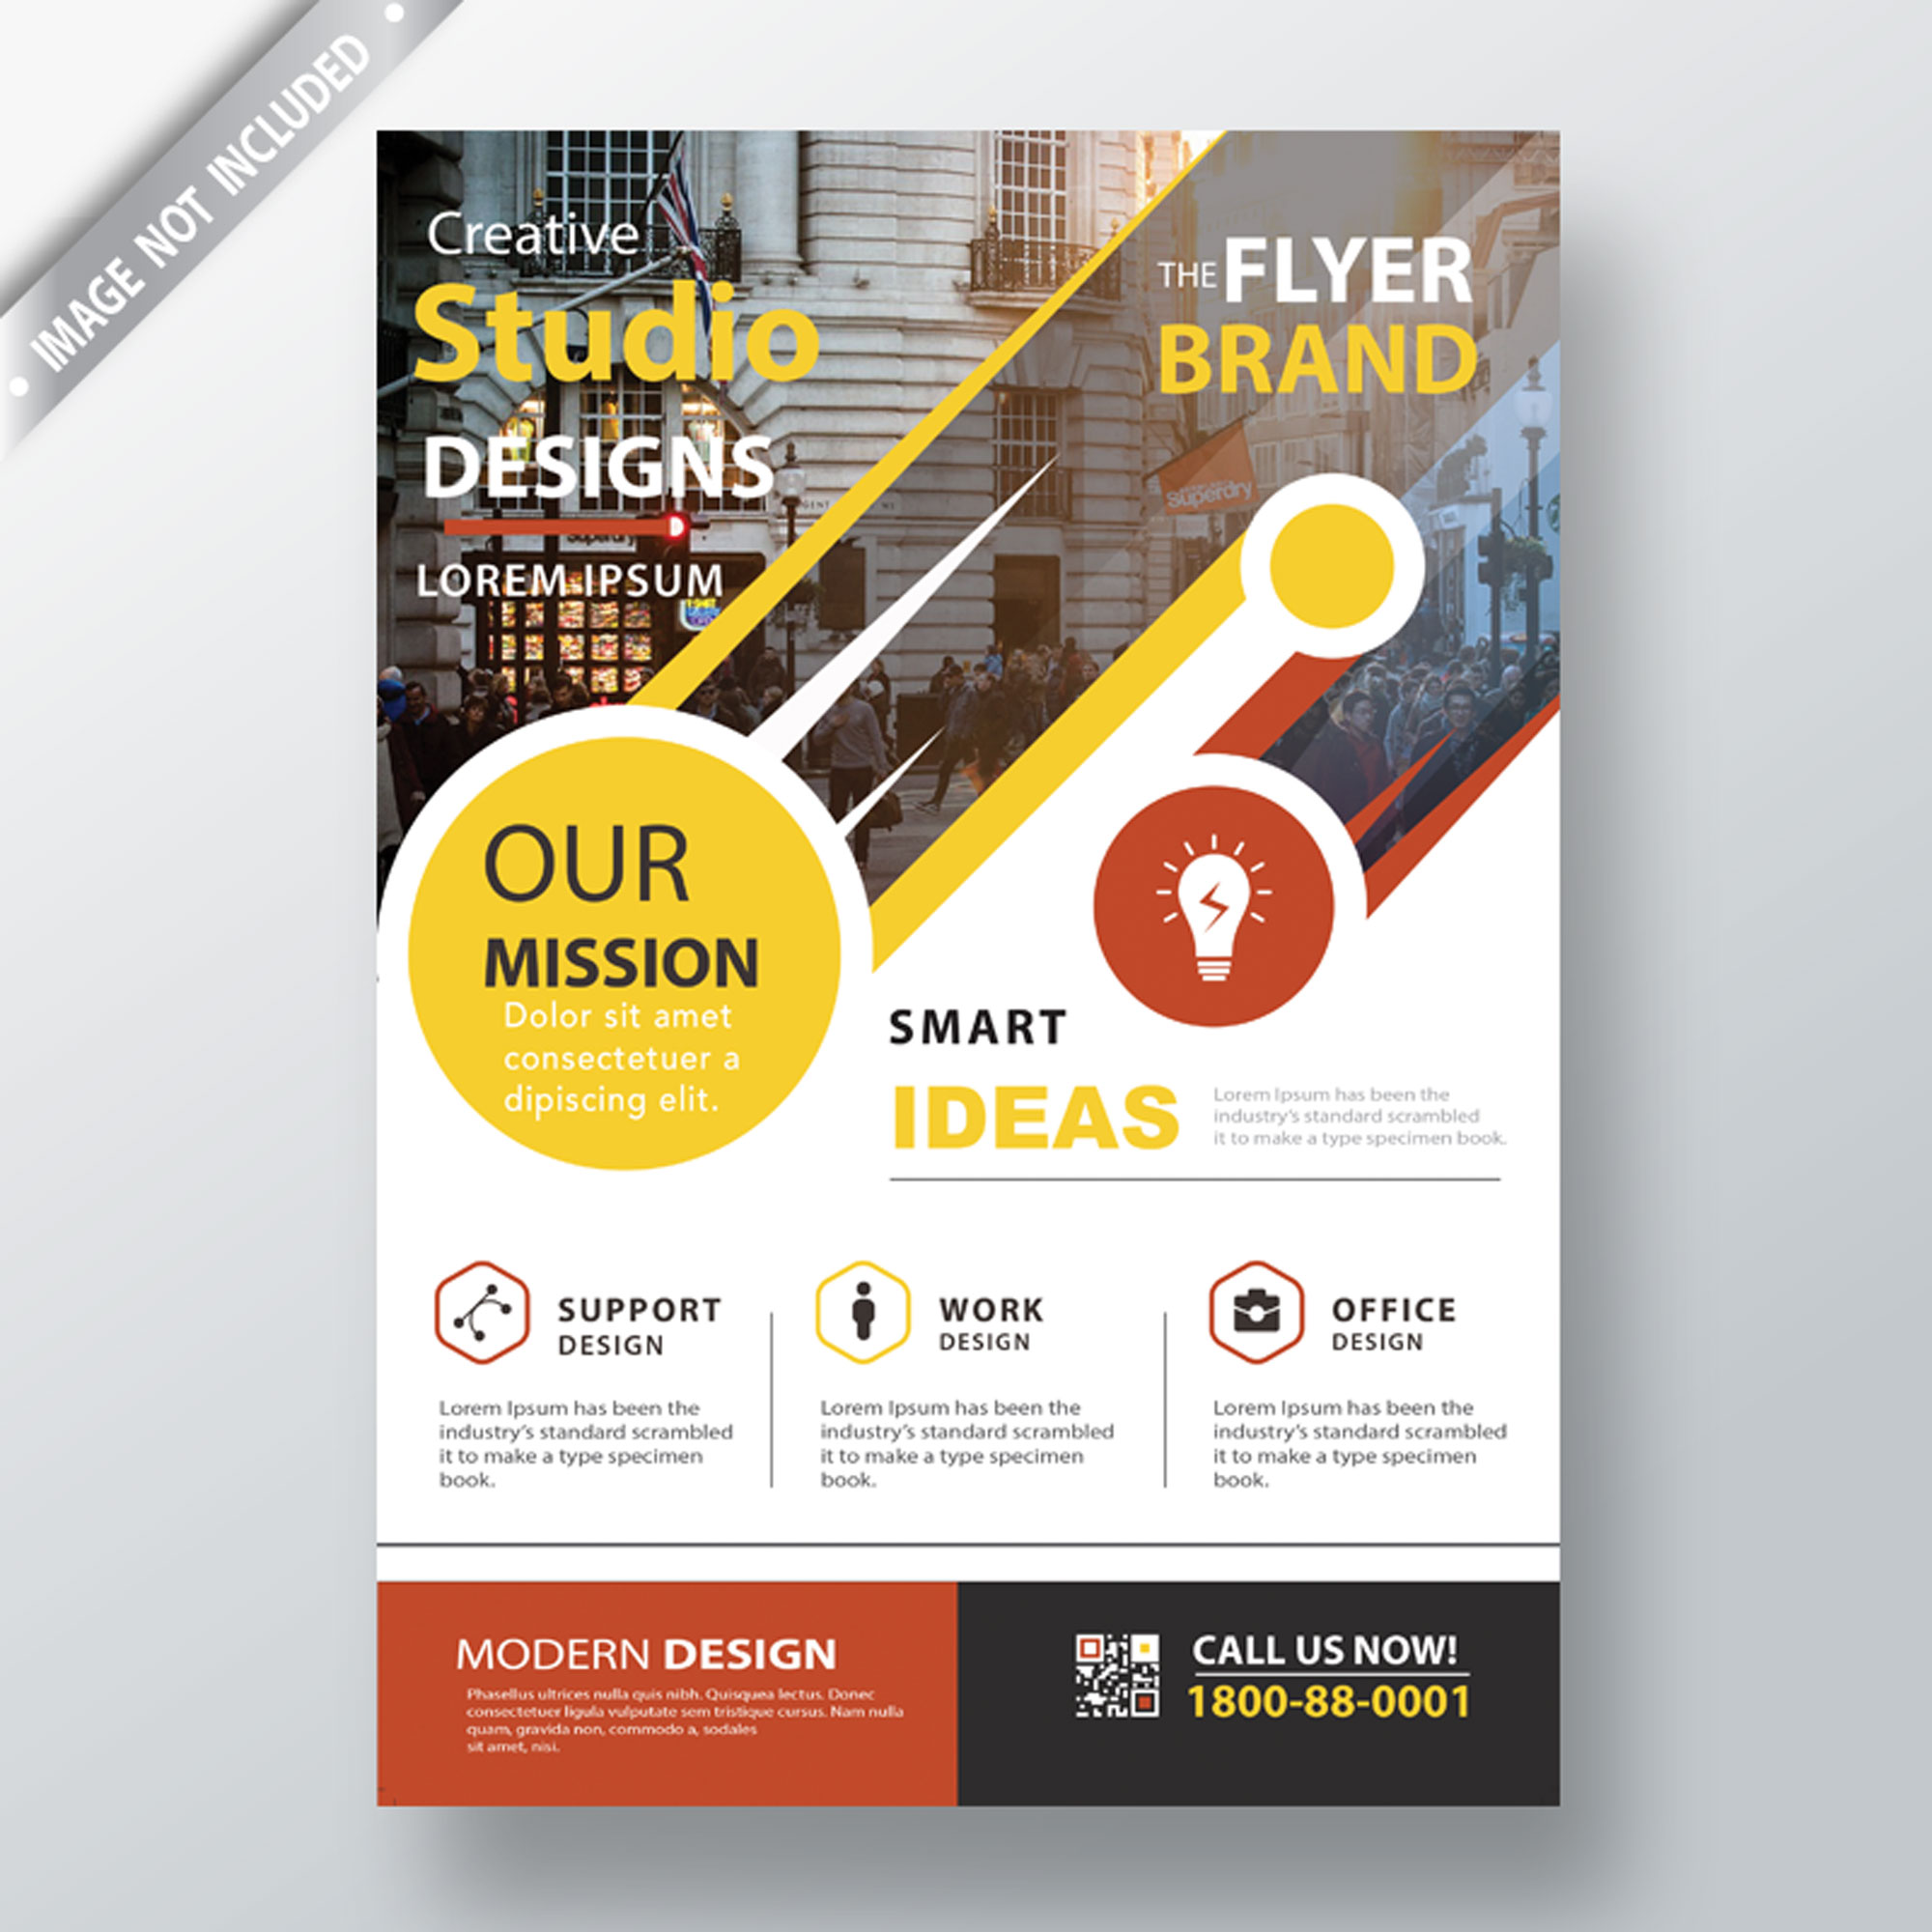 IMAGE NOT INCLUDED
Creative
Studio
DESIGNS
LOREM IPSUM
THE FLYER
BRAND
Superdry
Superdry
OUR
MISSION
Dolor sit amet
consectetuer a
dipiscing elit.
SMART
IDEAS
Lorem Ipsum has been the
industry's standard scrambled
it to make a type specimen book.
SUPPORT
DESIGN
Lorem Ipsum has been the
industry's standard scrambled
it to make a type specimen
book.
WORK
DESIGN
Lorem Ipsum has been the
industry's standard scrambled
it to make a type specimen
book.
OFFICE
DESIGN
Lorem Ipsum has been the
industry's standard scrambled
it to make a type specimen
book.
MODERN DESIGN
Phasellus ultrices nulla quis nibh. Quisquea lectus. Donec
consectetuer ligula vulputate sem tristique cursus. Nam nulla
quam, gravida non, commodo a, sodales
sit amet, nisi.
CALL US NOW!
1800-88-0001